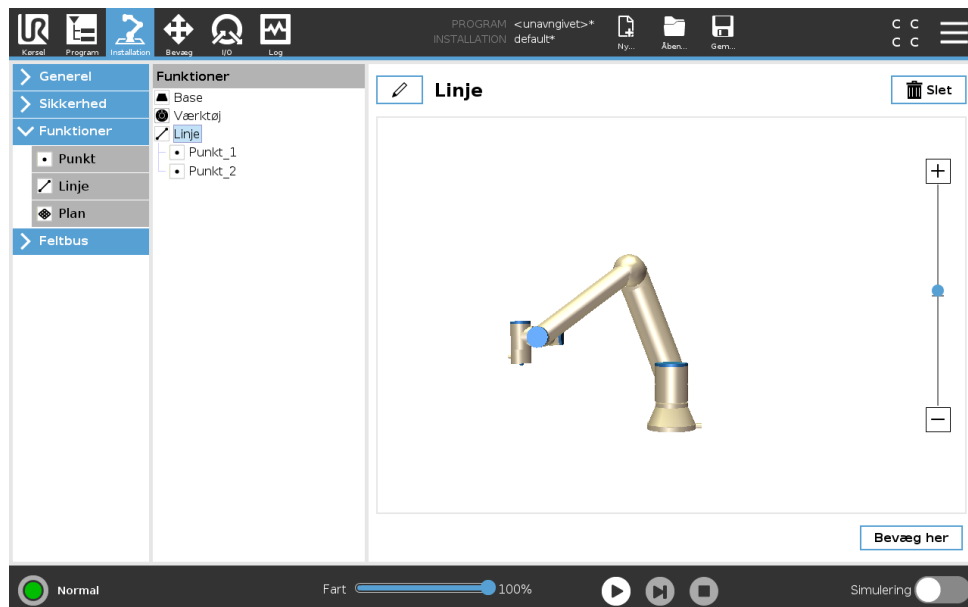 UR
PROGRAM <unavngivet>*
INSTALLATION default*
Kørsel Program Installation Bevæg I/O Log Ny... Åben... Gem...
C C
C C
Generel
Sikkerhed
Funktioner
Punkt
Linje
Plan
Feltbus
Funktioner
Base
Værktøj
Linje
Punkt_1
Punkt_2
Linje
Slet
Bevæg her
Normal
Fart 100%
Simulering